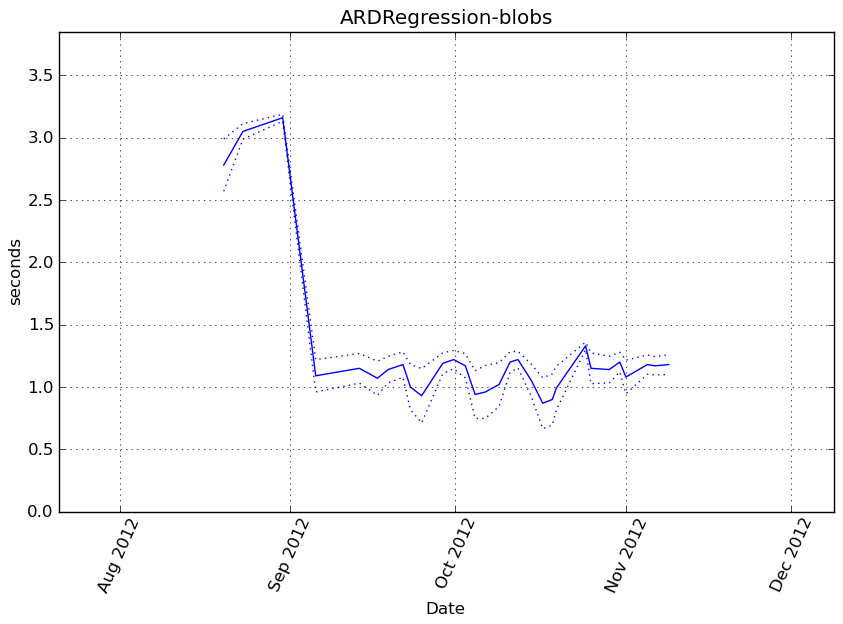 ARDRegression-blobs
seconds
3.5
3.0
2.5
2.0
1.5
1.0
0.5
0.0
Aug 2012
Sep 2012
Oct 2012
Nov 2012
Dec 2012
Date